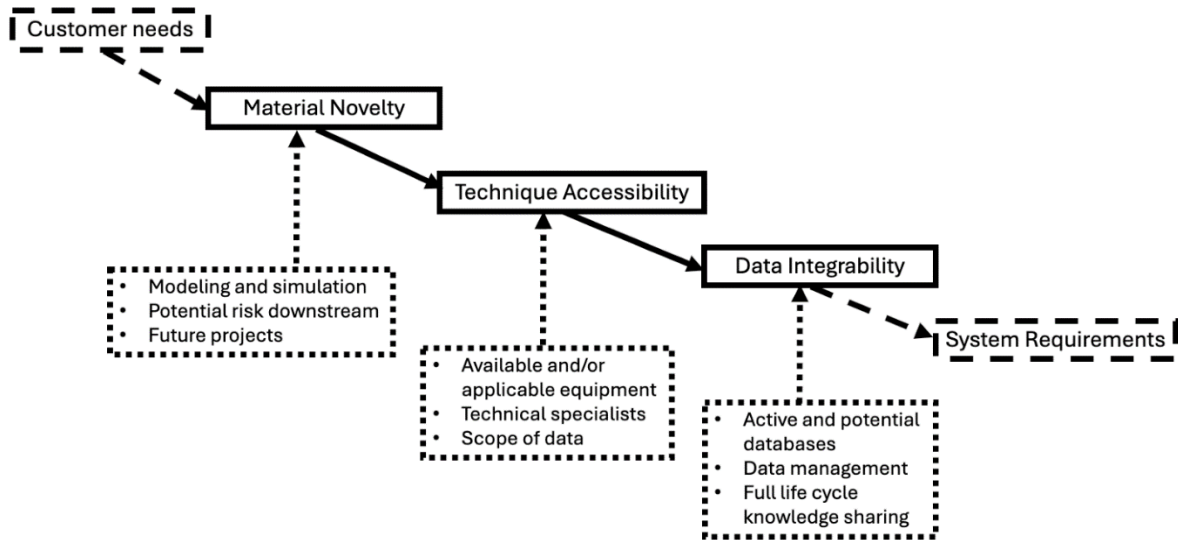 Customer needs
Material Novelty
Technique Accessibility
Data Integrability
System Requirements
• Modeling and simulation
• Potential risk downstream
• Future projects
• Available and/or
applicable equipment
• Technical specialists
• Scope of data
• Active and potential
databases
• Data management
• Full life cycle
knowledge sharing